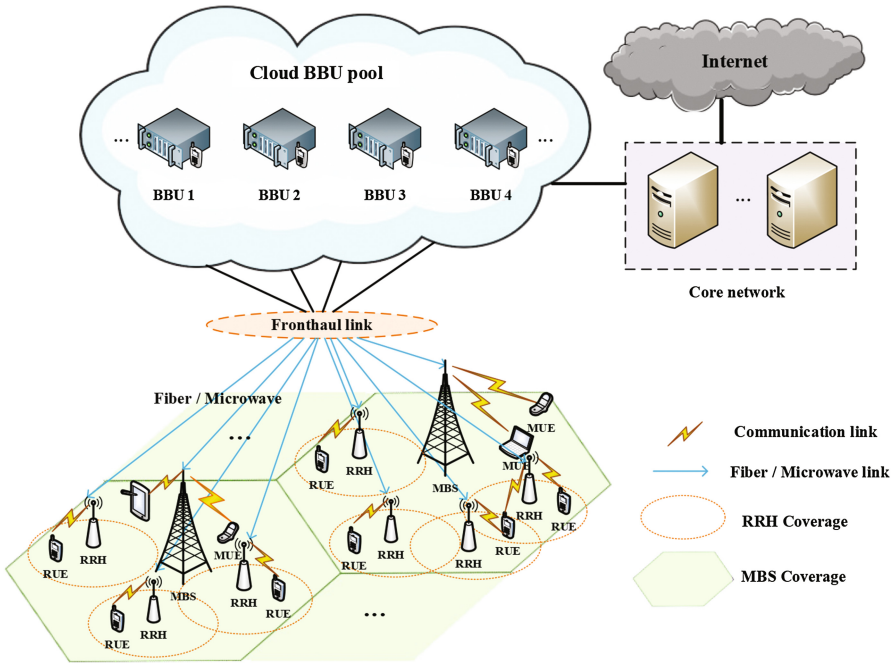 Cloud BBU pool
Internet
...
...
BBU 1
BBU 2
BBU 3
BBU 4
...
Core network
Fronthaul link
Fiber / Microwave
...
MUE
MUE
RRH
RUE
MBS
RRH
RUE
RUE
RRH
RRH
RUE
MUE
RUE
RRH
RRH
RUE
MBS
RUE
RRH
...
Communication link
Fiber / Microwave link
RRH Coverage
MBS Coverage